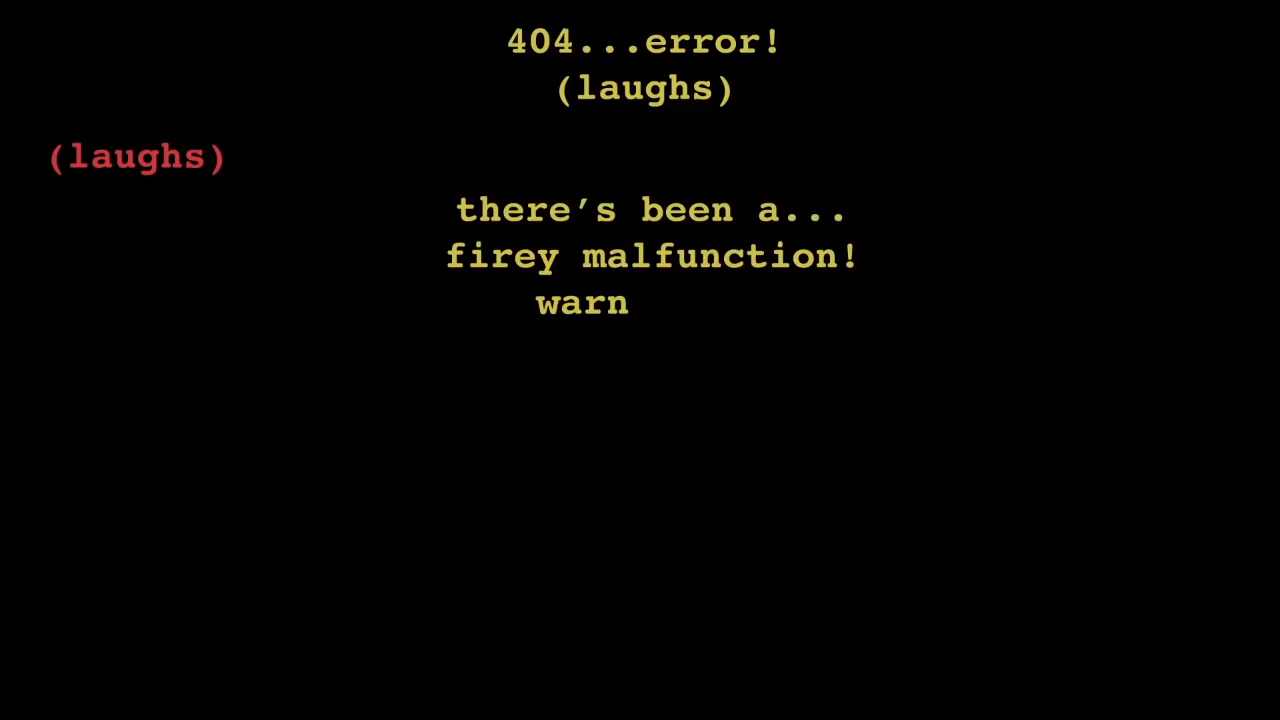 404...error!
(laughs)
(laughs)
there’s been a...
firey malfunction!
warn